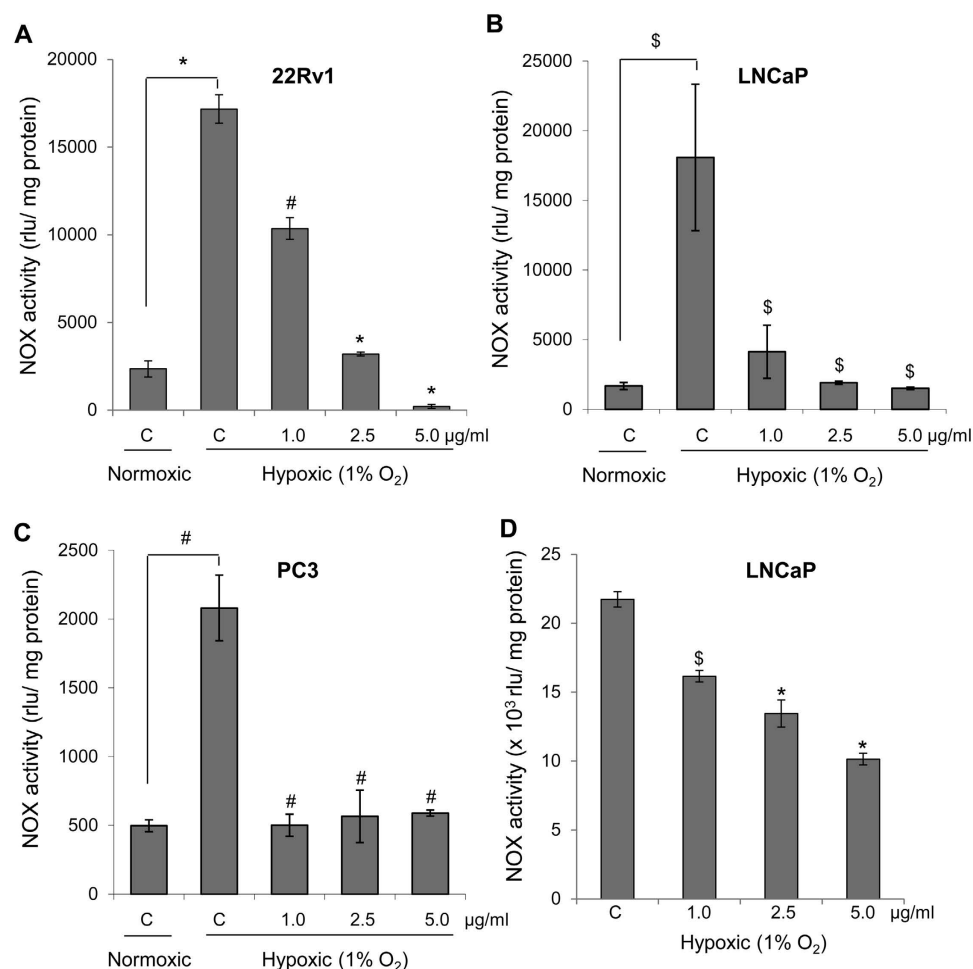 A
22Rv1
NOX activity (rlu/ mg protein)
20000
15000
10000
5000
0
*
#
*
*
C C 1.0 2.5 5.0 µg/ml
Normoxic Hypoxic (1% O₂)
B
LNCaP
NOX activity (rlu/ mg protein)
25000
20000
15000
10000
5000
0
$
$
$
$
C C 1.0 2.5 5.0 µg/ml
Normoxic Hypoxic (1% O₂)
C
PC3
NOX activity (rlu/ mg protein)
2500
2000
1500
1000
500
0
#
#
#
#
C C 1.0 2.5 5.0 µg/ml
Normoxic Hypoxic (1% O₂)
D
LNCaP
NOX activity (x 10³ rlu/ mg protein)
25
20
15
10
5
0
$
*
*
C 1.0 2.5 5.0 µg/ml
Hypoxic (1% O₂)